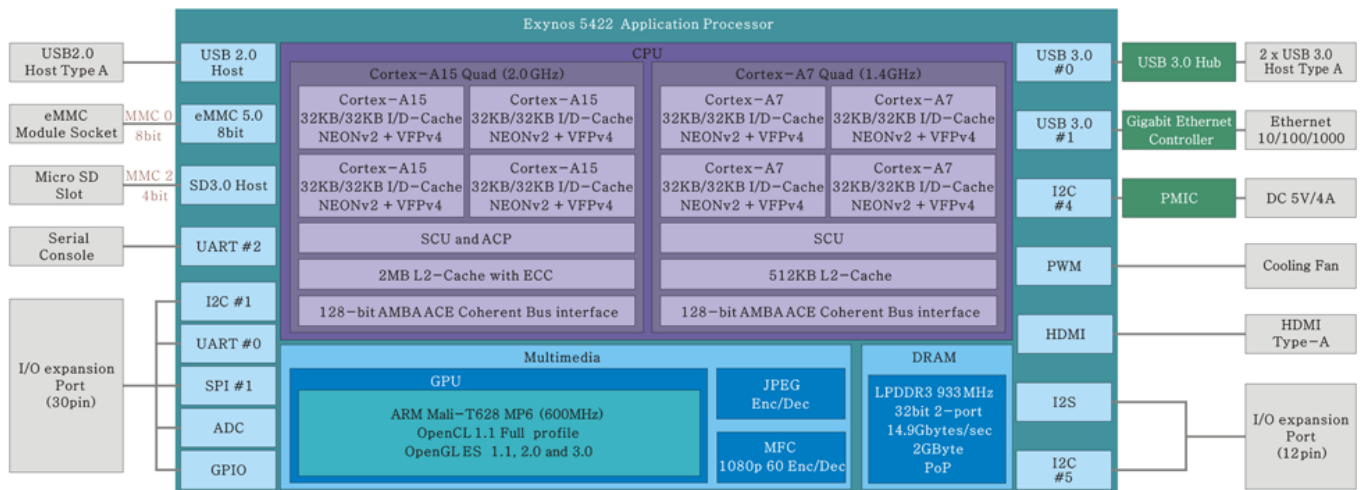 Exynos 5422 Application Processor
USB2.0
Host Type A
USB 2.0
Host
eMMC
Module Socket
MMC 0
8bit
eMMC 5.0
8bit
Micro SD
Slot
MMC 2
4bit
SD3.0 Host
Serial
Console
UART #2
I/O expansion
Port
(30pin)
I2C #1
UART #0
SPI #1
ADC
GPIO
CPU
Cortex-A15 Quad (2.0GHz)
Cortex-A15
32KB/32KB I/D-Cache
NEONv2 + VFPv4
Cortex-A15
32KB/32KB I/D-Cache
NEONv2 + VFPv4
Cortex-A15
32KB/32KB I/D-Cache
NEONv2 + VFPv4
Cortex-A15
32KB/32KB I/D-Cache
NEONv2 + VFPv4
SCU and ACP
2MB L2-Cache with ECC
128-bit AMBA ACE Coherent Bus interface
Cortex-A7 Quad (1.4GHz)
Cortex-A7
32KB/32KB I/D-Cache
NEONv2 + VFPv4
Cortex-A7
32KB/32KB I/D-Cache
NEONv2 + VFPv4
Cortex-A7
32KB/32KB I/D-Cache
NEONv2 + VFPv4
Cortex-A7
32KB/32KB I/D-Cache
NEONv2 + VFPv4
SCU
512KB L2-Cache
128-bit AMBA ACE Coherent Bus interface
Multimedia
GPU
ARM Mali-T628 MP6 (600MHz)
OpenCL 1.1 Full profile
OpenGL ES 1.1, 2.0 and 3.0
JPEG
Enc/Dec
MFC
1080p 60 Enc/Dec
DRAM
LPDDR3 933MHz
32bit 2-port
14.9Gbytes/sec
2GByte
PoP
USB 3.0
#0
USB 3.0 Hub
2 x USB 3.0
Host Type A
USB 3.0
#1
Gigabit Ethernet
Controller
Ethernet
10/100/1000
I2C
#4
PMIC
DC 5V/4A
PWM
Cooling Fan
HDMI
HDMI
Type-A
I2S
I2C
#5
I/O expansion
Port
(12pin)